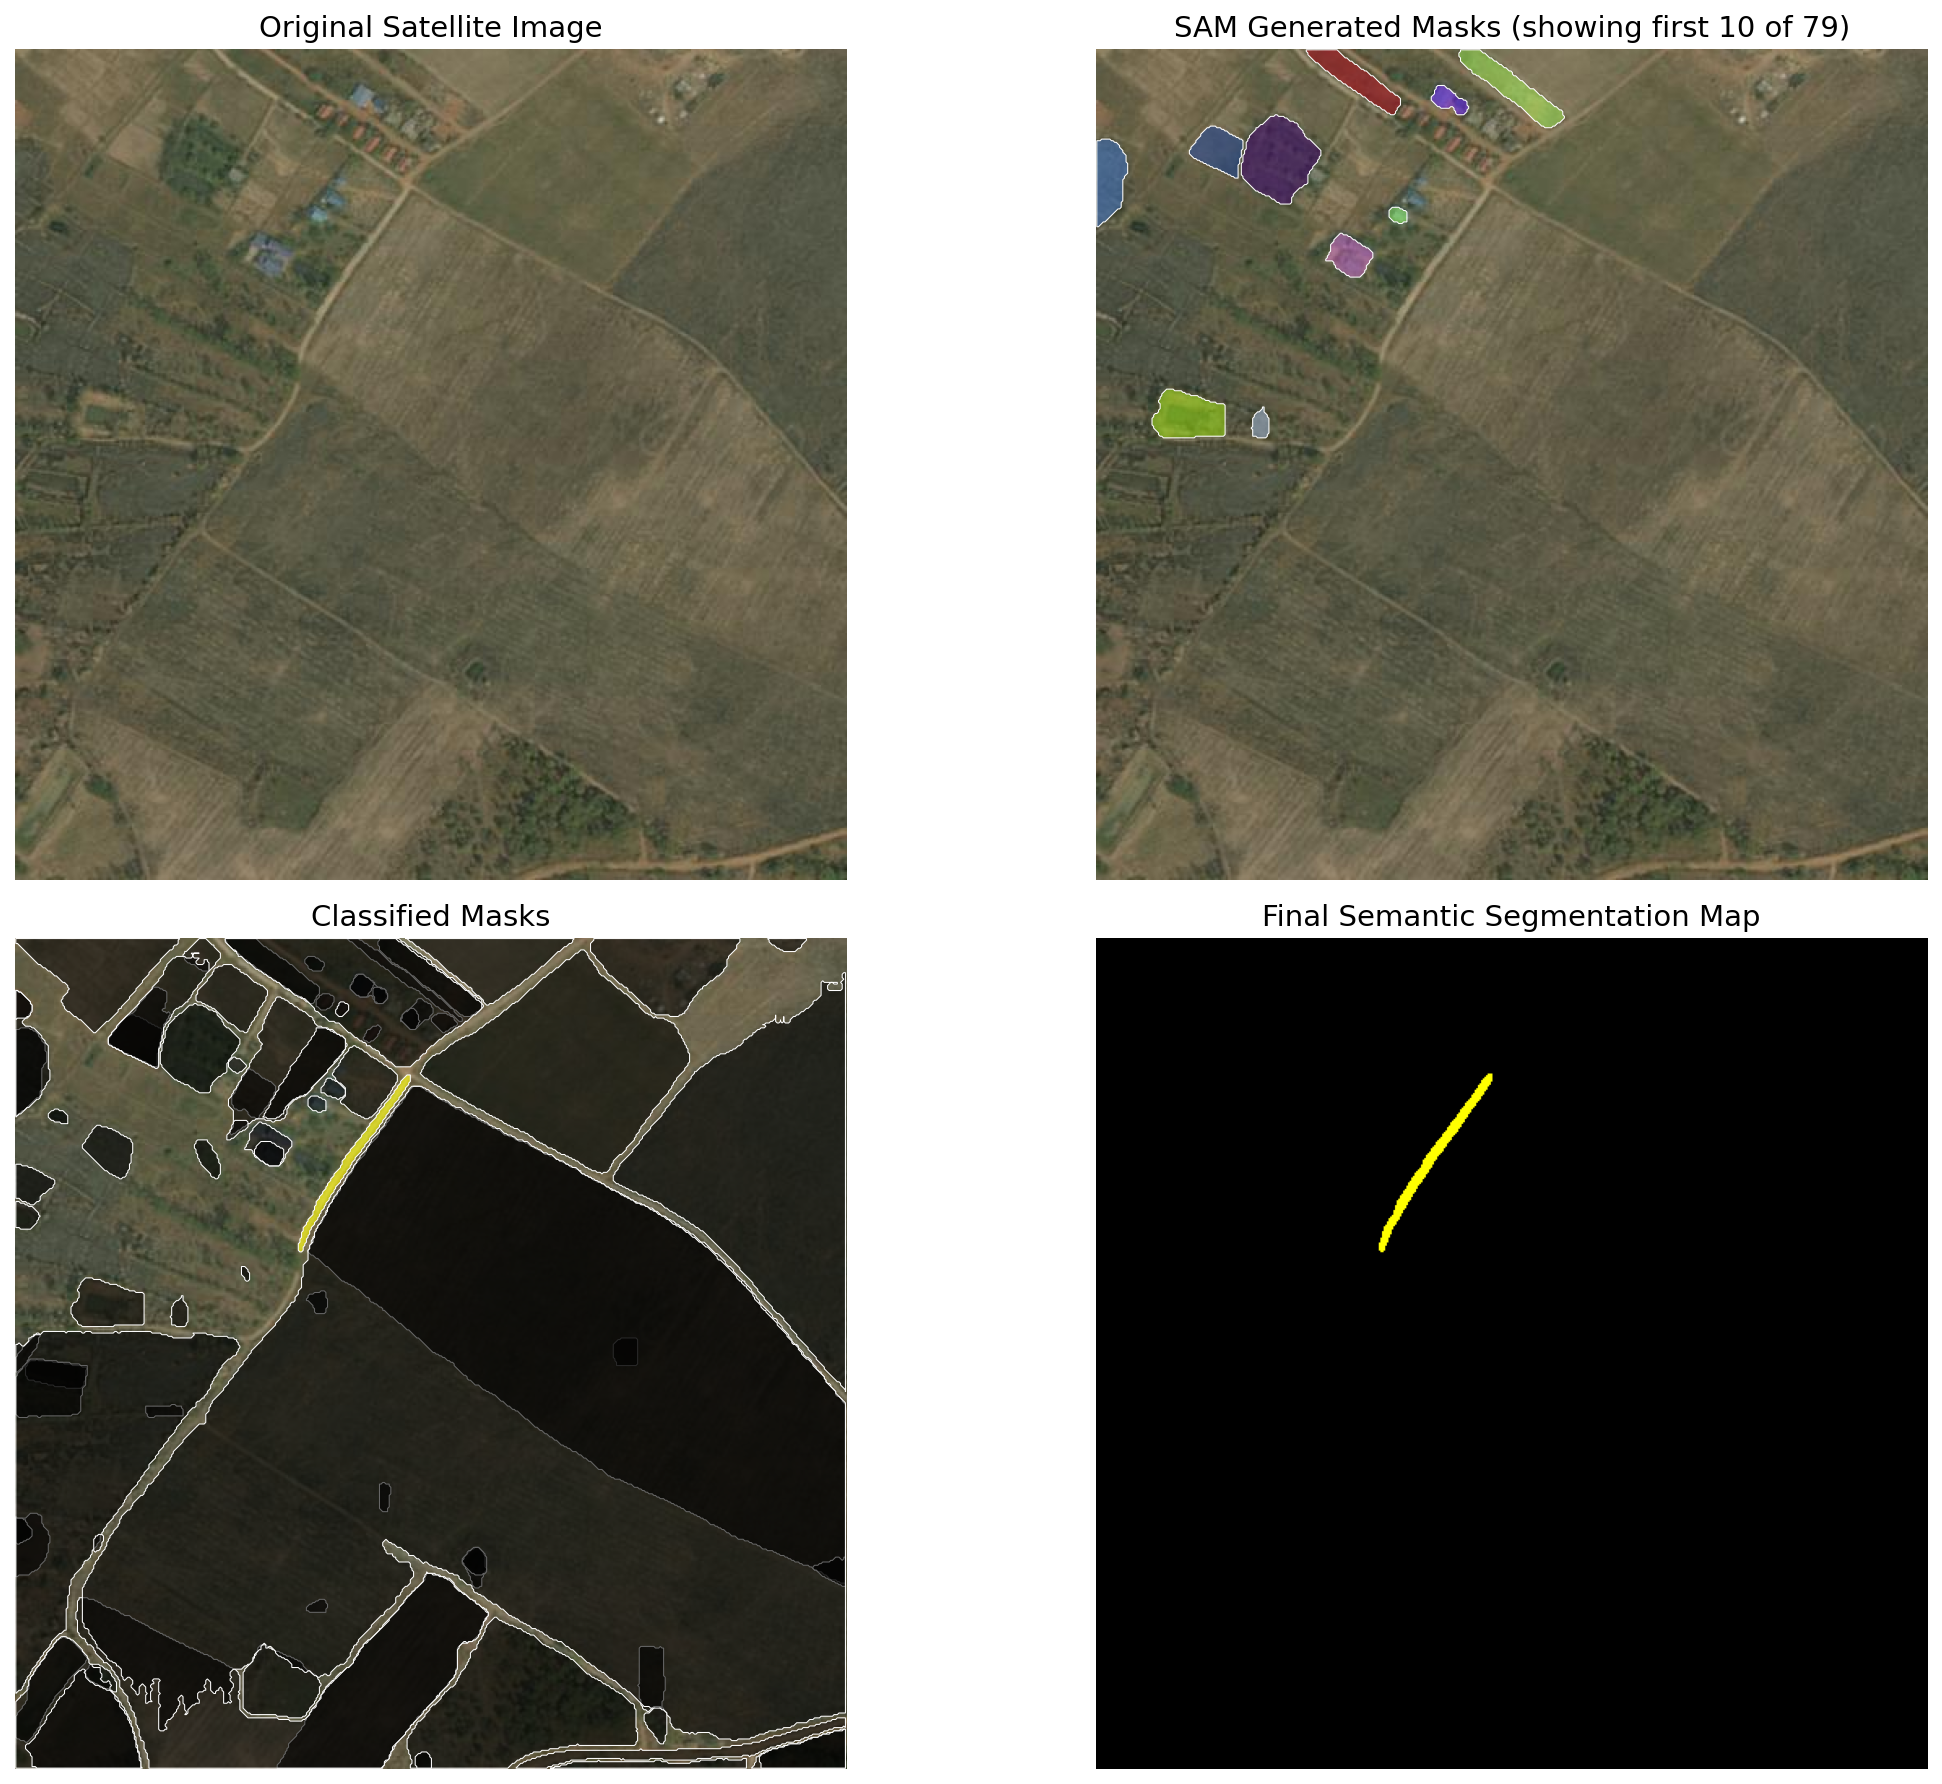 Original Satellite Image
SAM Generated Masks (showing first 10 of 79)
Classified Masks
Final Semantic Segmentation Map